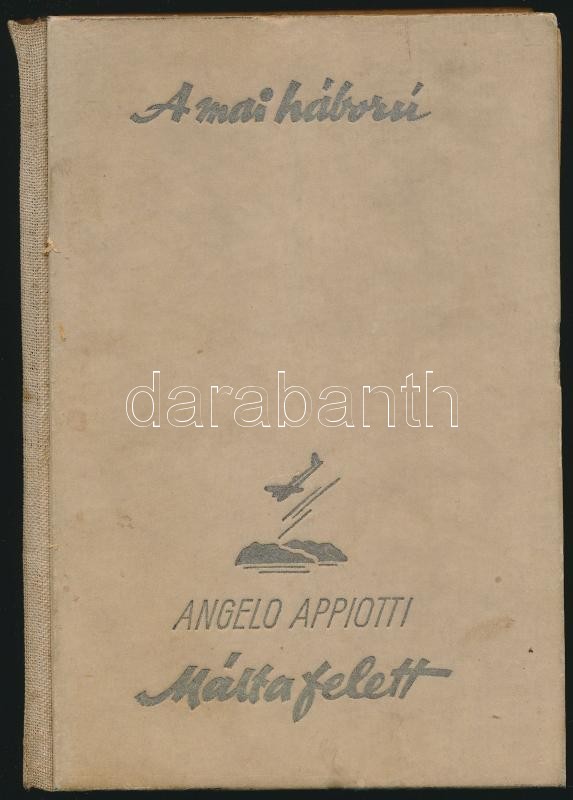 A mai háború
darabanth
ANGELO APPIOTTI
Málta felett